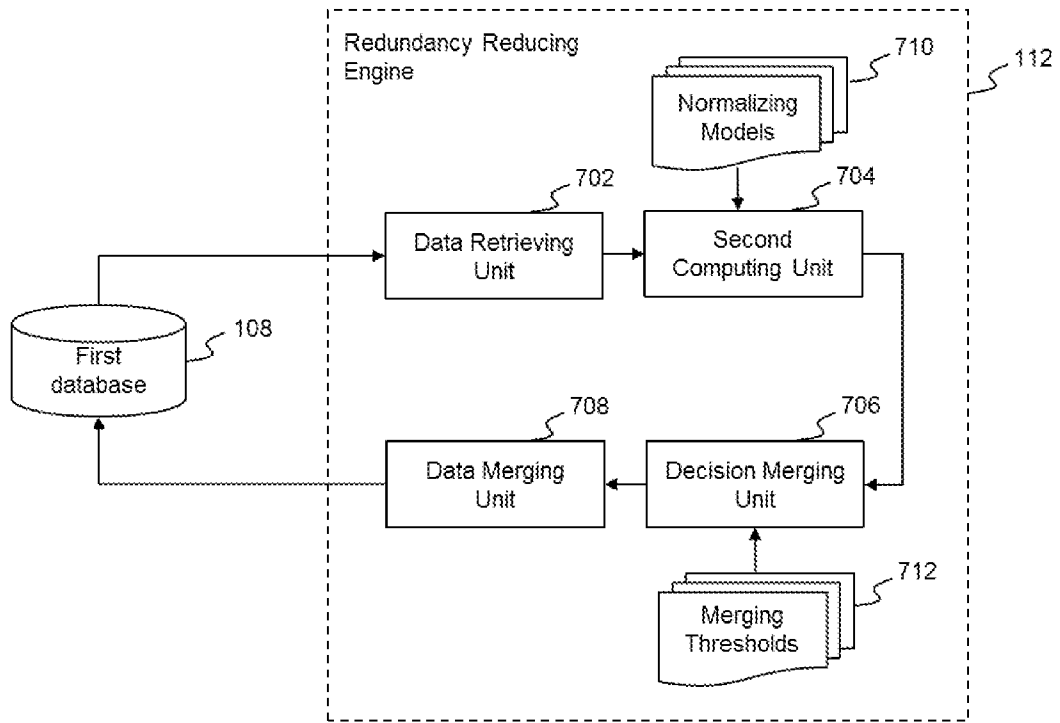 Redundancy Reducing
Engine
710
112
Normalizing
Models
702
704
Data Retrieving
Unit
Second
Computing Unit
108
First
database
708
706
Data Merging
Unit
Decision Merging
Unit
712
Merging
Thresholds